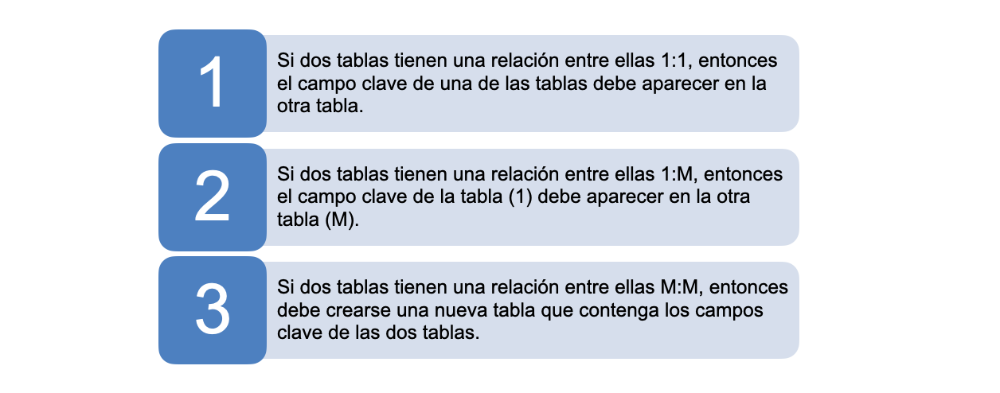 1
Si dos tablas tienen una relación entre ellas 1:1, entonces
el campo clave de una de las tablas debe aparecer en la
otra tabla.
2
Si dos tablas tienen una relación entre ellas 1:M, entonces
el campo clave de la tabla (1) debe aparecer en la otra
tabla (M).
3
Si dos tablas tienen una relación entre ellas M:M, entonces
debe crearse una nueva tabla que contenga los campos
clave de las dos tablas.